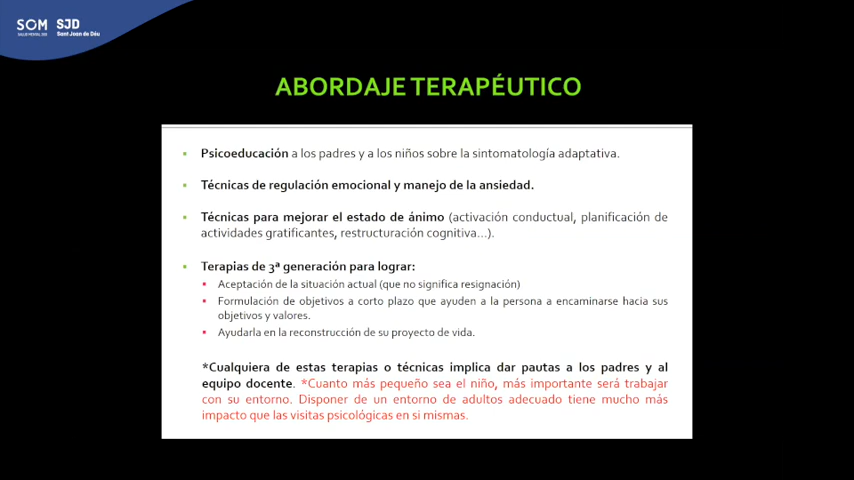 SOM SJD
SALUD MENTAL 360 Sant Joan de Déu
ABORDAJE TERAPÉUTICO
▪ Psicoeducación a los padres y a los niños sobre la sintomatología adaptativa.
▪ Técnicas de regulación emocional y manejo de la ansiedad.
▪ Técnicas para mejorar el estado de ánimo (activación conductual, planificación de
actividades gratificantes, restructuración cognitiva...).
▪ Terapias de 3ª generación para lograr:
▪ Aceptación de la situación actual (que no significa resignación)
▪ Formulación de objetivos a corto plazo que ayuden a la persona a encaminarse hacia sus
objetivos y valores.
▪ Ayudarla en la reconstrucción de su proyecto de vida.
*Cualquiera de estas terapias o técnicas implica dar pautas a los padres y al
equipo docente. *Cuanto más pequeño sea el niño, más importante será trabajar
con su entorno. Disponer de un entorno de adultos adecuado tiene mucho más
impacto que las visitas psicológicas en si mismas.